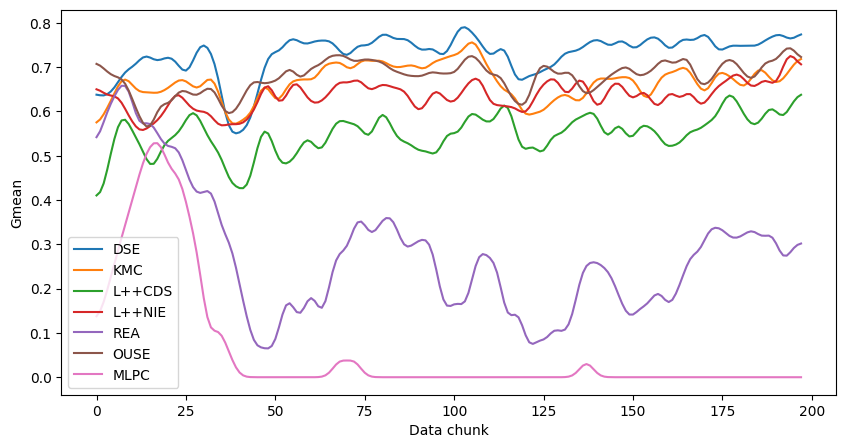 Gmean
0.8
0.7
0.6
0.5
0.4
0.3
0.2
0.1
0.0
DSE
KMC
L++CDS
L++NIE
REA
OUSE
MLPC
0 25 50 75 100 125 150 175 200
Data chunk